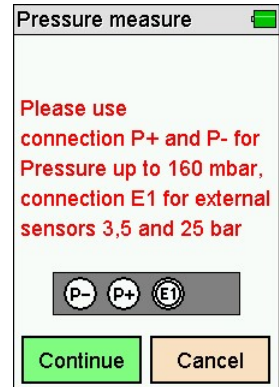 Pressure measure
Please use
connection P+ and P- for
Pressure up to 160 mbar,
connection E1 for external
sensors 3,5 and 25 bar
P- P+ E1
Continue Cancel